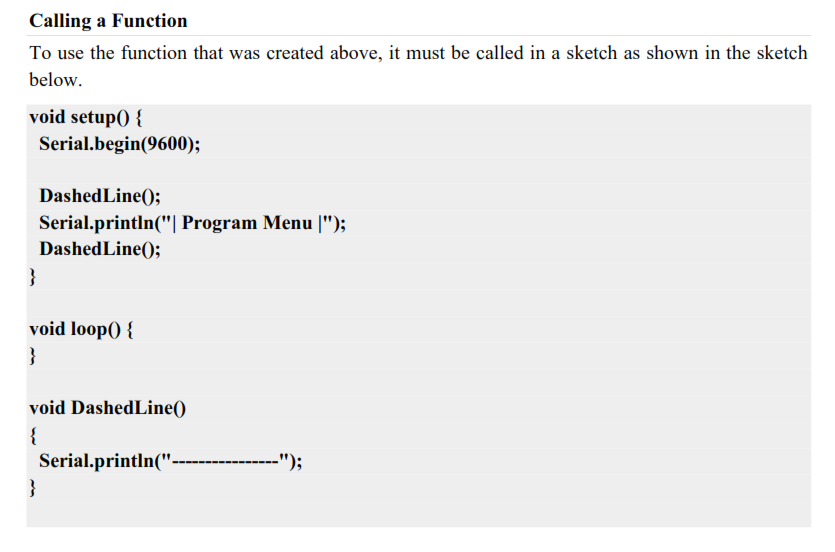 Calling a Function
To use the function that was created above, it must be called in a sketch as shown in the sketch
below.
void setup() {
  Serial.begin(9600);
  DashedLine();
  Serial.println("| Program Menu |");
  DashedLine();
}
void loop() {
}
void DashedLine()
{
  Serial.println("----------------");
}